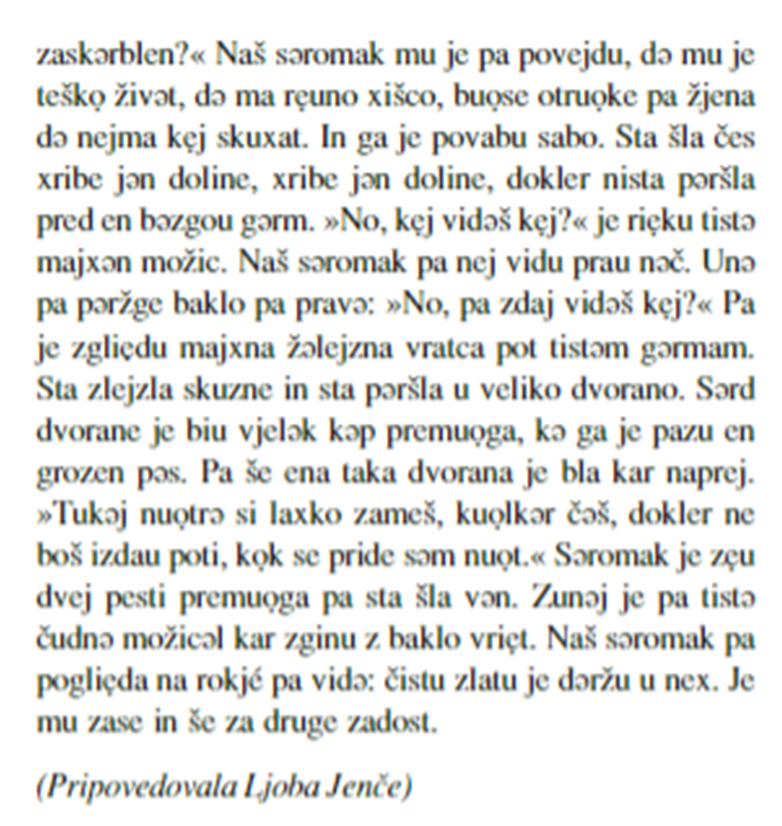 zaskərblen?« Naš səromak mu je pa povejdu, də mu je
teškọ živət, də ma rẹuno xišco, buọse otruọke pa žjena
də nejma kẹj skuxat. In ga je povabu sabo. Sta šla čes
xribe jən doline, xribe jən doline, dokler nista pəršla
pred en bəzgou gərm. »No, kẹj vidəš kẹj?« je riẹku tistə
majxən možic. Naš səromak pa nej vidu prau nəč. Unə
pa pəržge baklo pa pravə: »No, pa zdaj vidəš kẹj?« Pa
je zgliẹdu majxna žəlejzna vratca pot tistəm gərmam.
Sta zlejzla skuzne in sta pəršla u veliko dvorano. Sərd
dvorane je biu vjelək kəp premuọga, kə ga je pazu en
grozen pəs. Pa še ena taka dvorana je bla kar naprej.
»Tukəj nuọtrə si laxko zameš, kuọlkər čəš, dokler ne
boš izdau poti, kọk se pride səm nuọt.« Səromak je zẹu
dvej pesti premuọga pa sta šla vən. Zunəj je pa tistə
čudnə možicəl kar zginu z baklo vriẹt. Naš səromak pa
pogliẹda na rokjé pa vidə: čistu zlatu je dəržu u nex. Je
mu zase in še za druge zadost.
(Pripovedovala Ljoba Jenče)